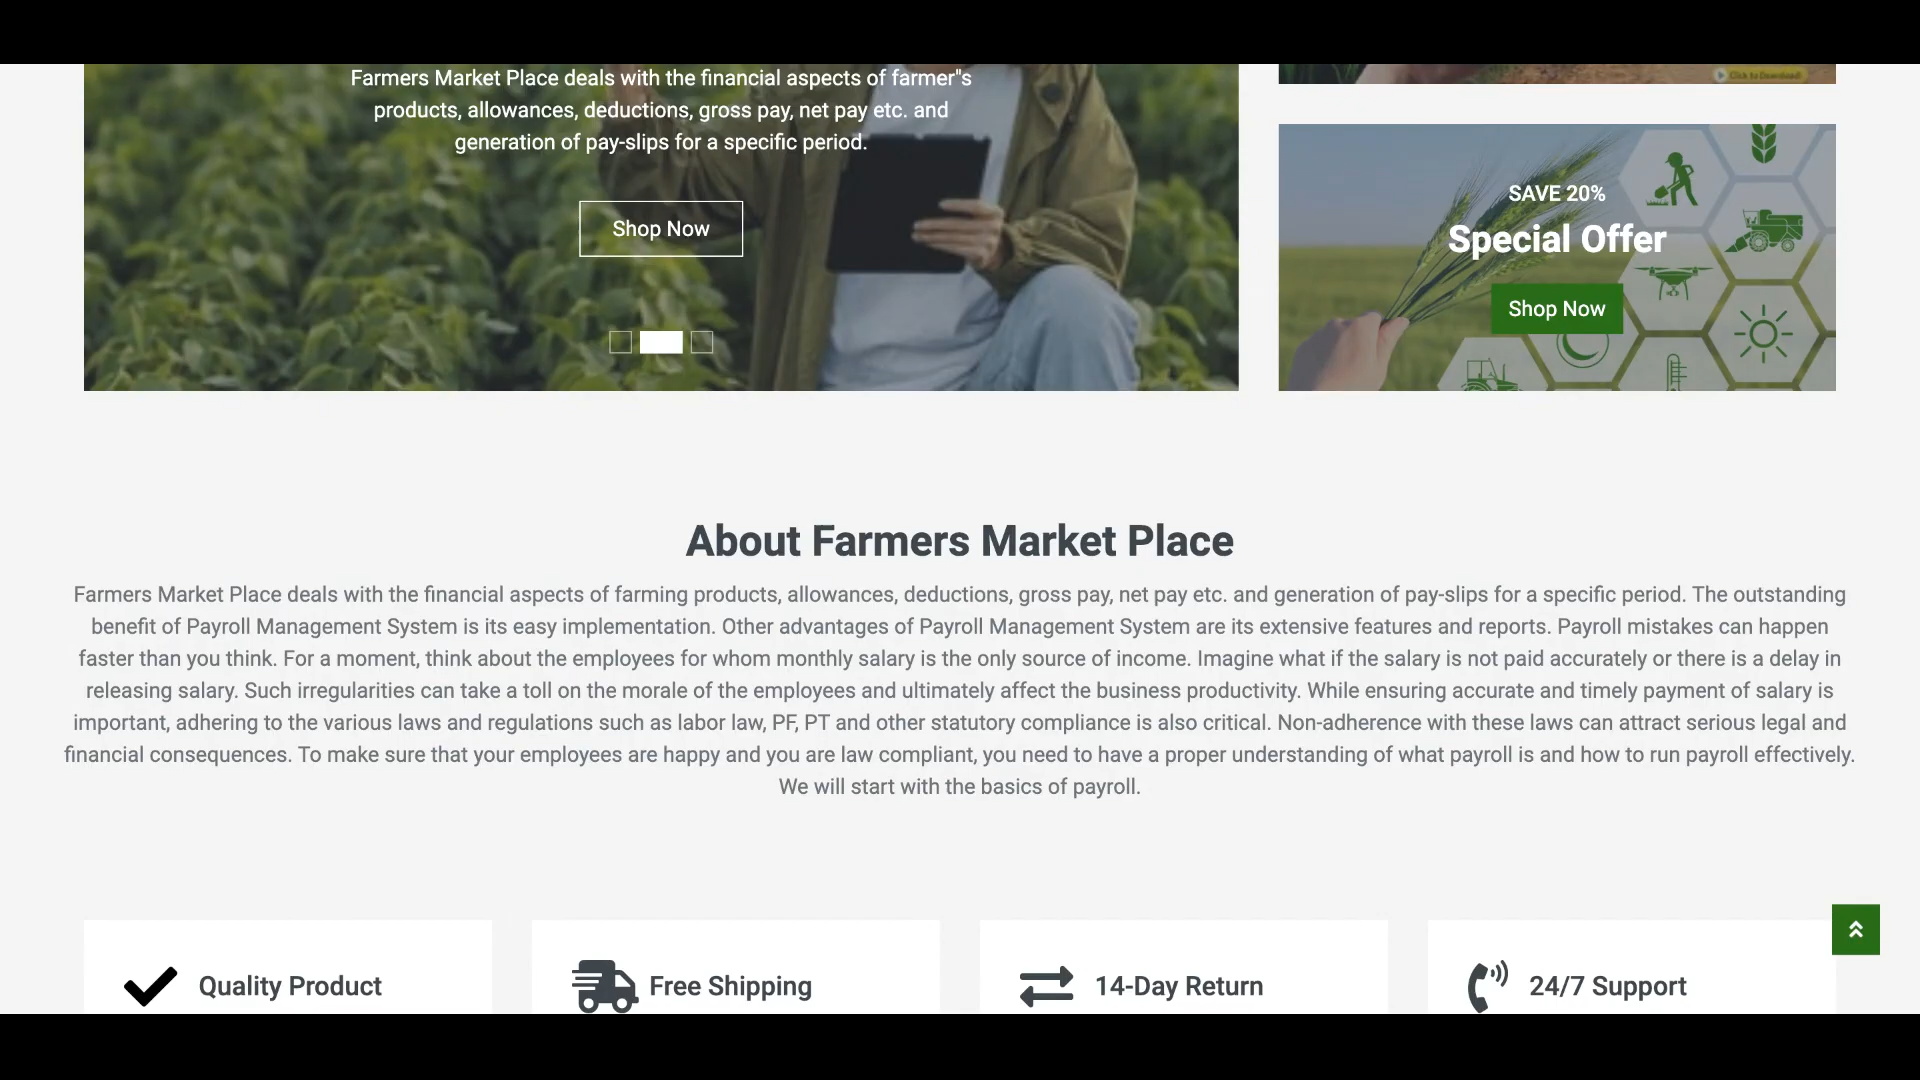 Farmers Market Place deals with the financial aspects of farmer"s
products, allowances, deductions, gross pay, net pay etc. and
generation of pay-slips for a specific period.
Shop Now
Click to Download!
SAVE 20%
Special Offer
Shop Now
About Farmers Market Place
Farmers Market Place deals with the financial aspects of farming products, allowances, deductions, gross pay, net pay etc. and generation of pay-slips for a specific period. The outstanding
benefit of Payroll Management System is its easy implementation. Other advantages of Payroll Management System are its extensive features and reports. Payroll mistakes can happen
faster than you think. For a moment, think about the employees for whom monthly salary is the only source of income. Imagine what if the salary is not paid accurately or there is a delay in
releasing salary. Such irregularities can take a toll on the morale of the employees and ultimately affect the business productivity. While ensuring accurate and timely payment of salary is
important, adhering to the various laws and regulations such as labor law, PF, PT and other statutory compliance is also critical. Non-adherence with these laws can attract serious legal and
financial consequences. To make sure that your employees are happy and you are law compliant, you need to have a proper understanding of what payroll is and how to run payroll effectively.
We will start with the basics of payroll.
Quality Product
Free Shipping
14-Day Return
24/7 Support